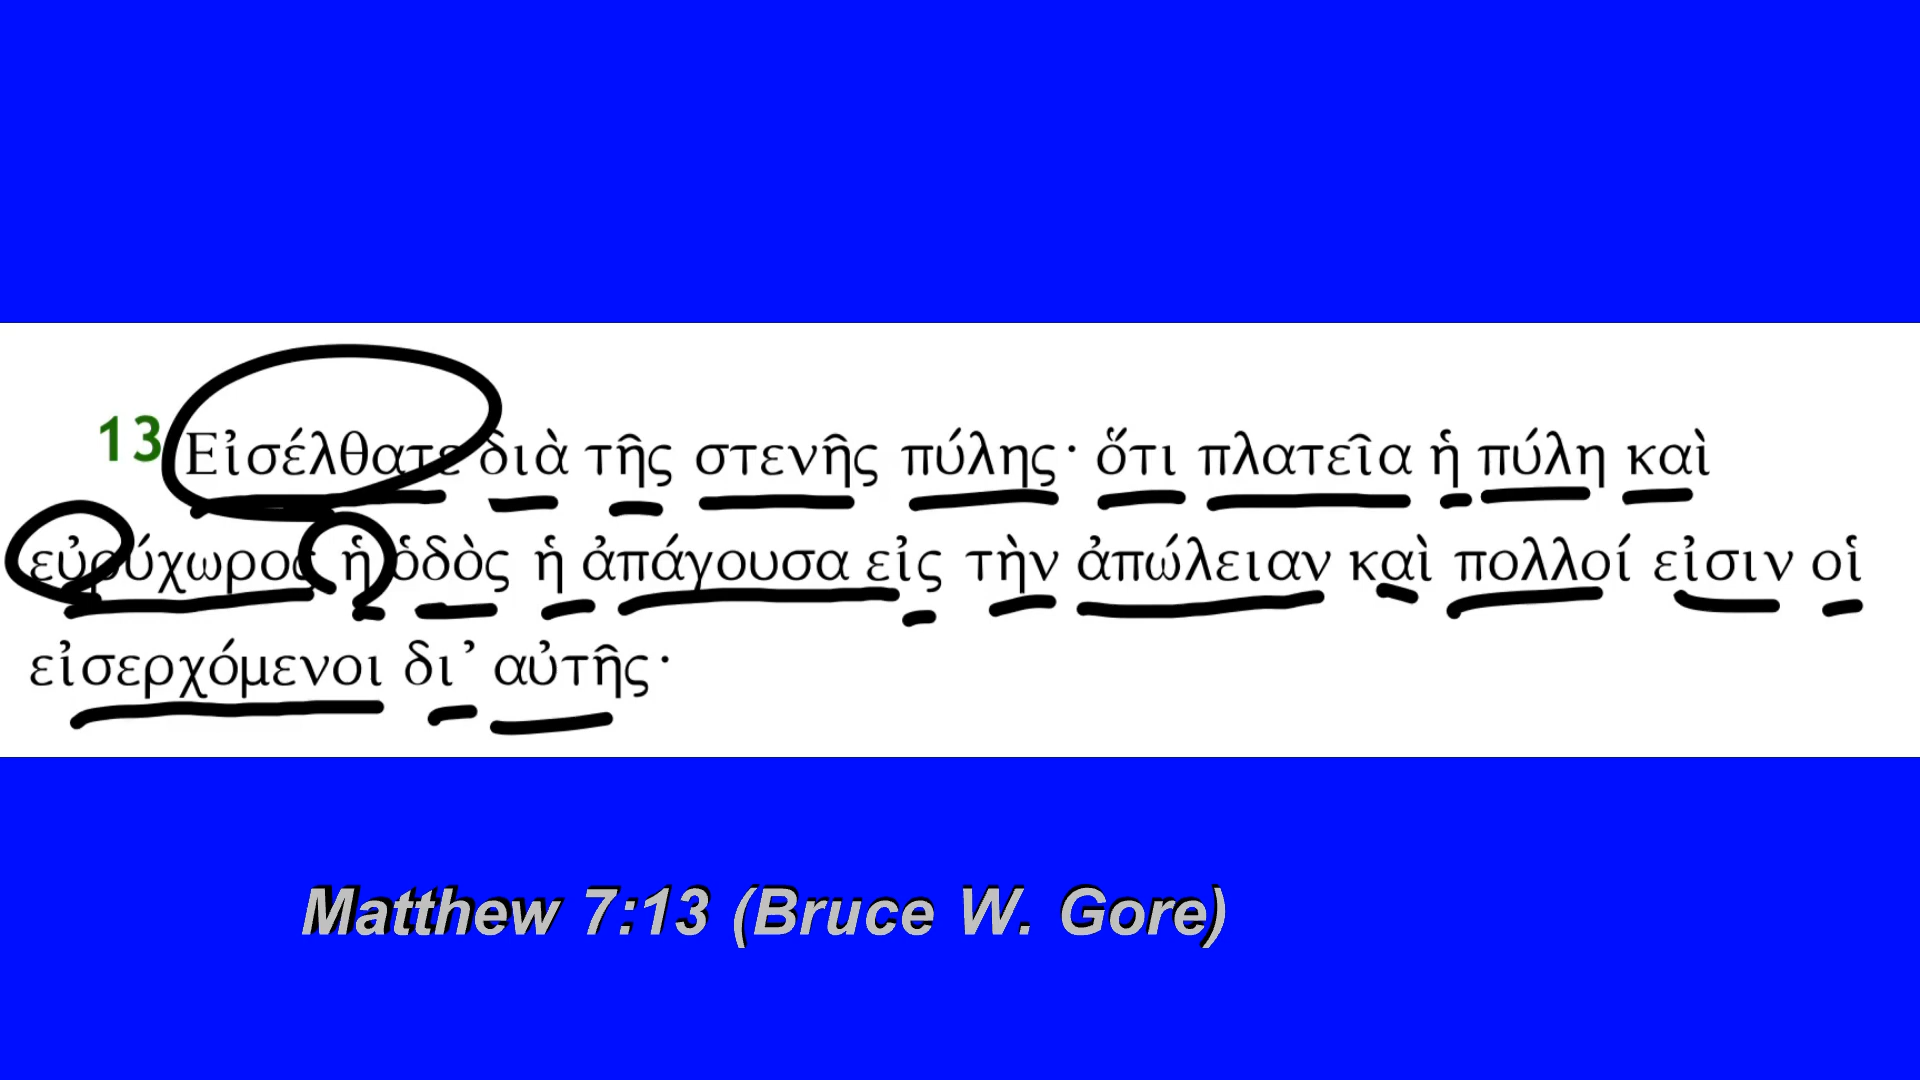 13 Εἰσέλθατε διὰ τῆς στενῆς πύλης· ὅτι πλατεῖα ἡ πύλη καὶ
εὐρύχωρος ἡ ὁδὸς ἡ ἀπάγουσα εἰς τὴν ἀπώλειαν καὶ πολλοί εἰσιν οἱ
εἰσερχόμενοι δι’ αὐτῆς·
Matthew 7:13 (Bruce W. Gore)